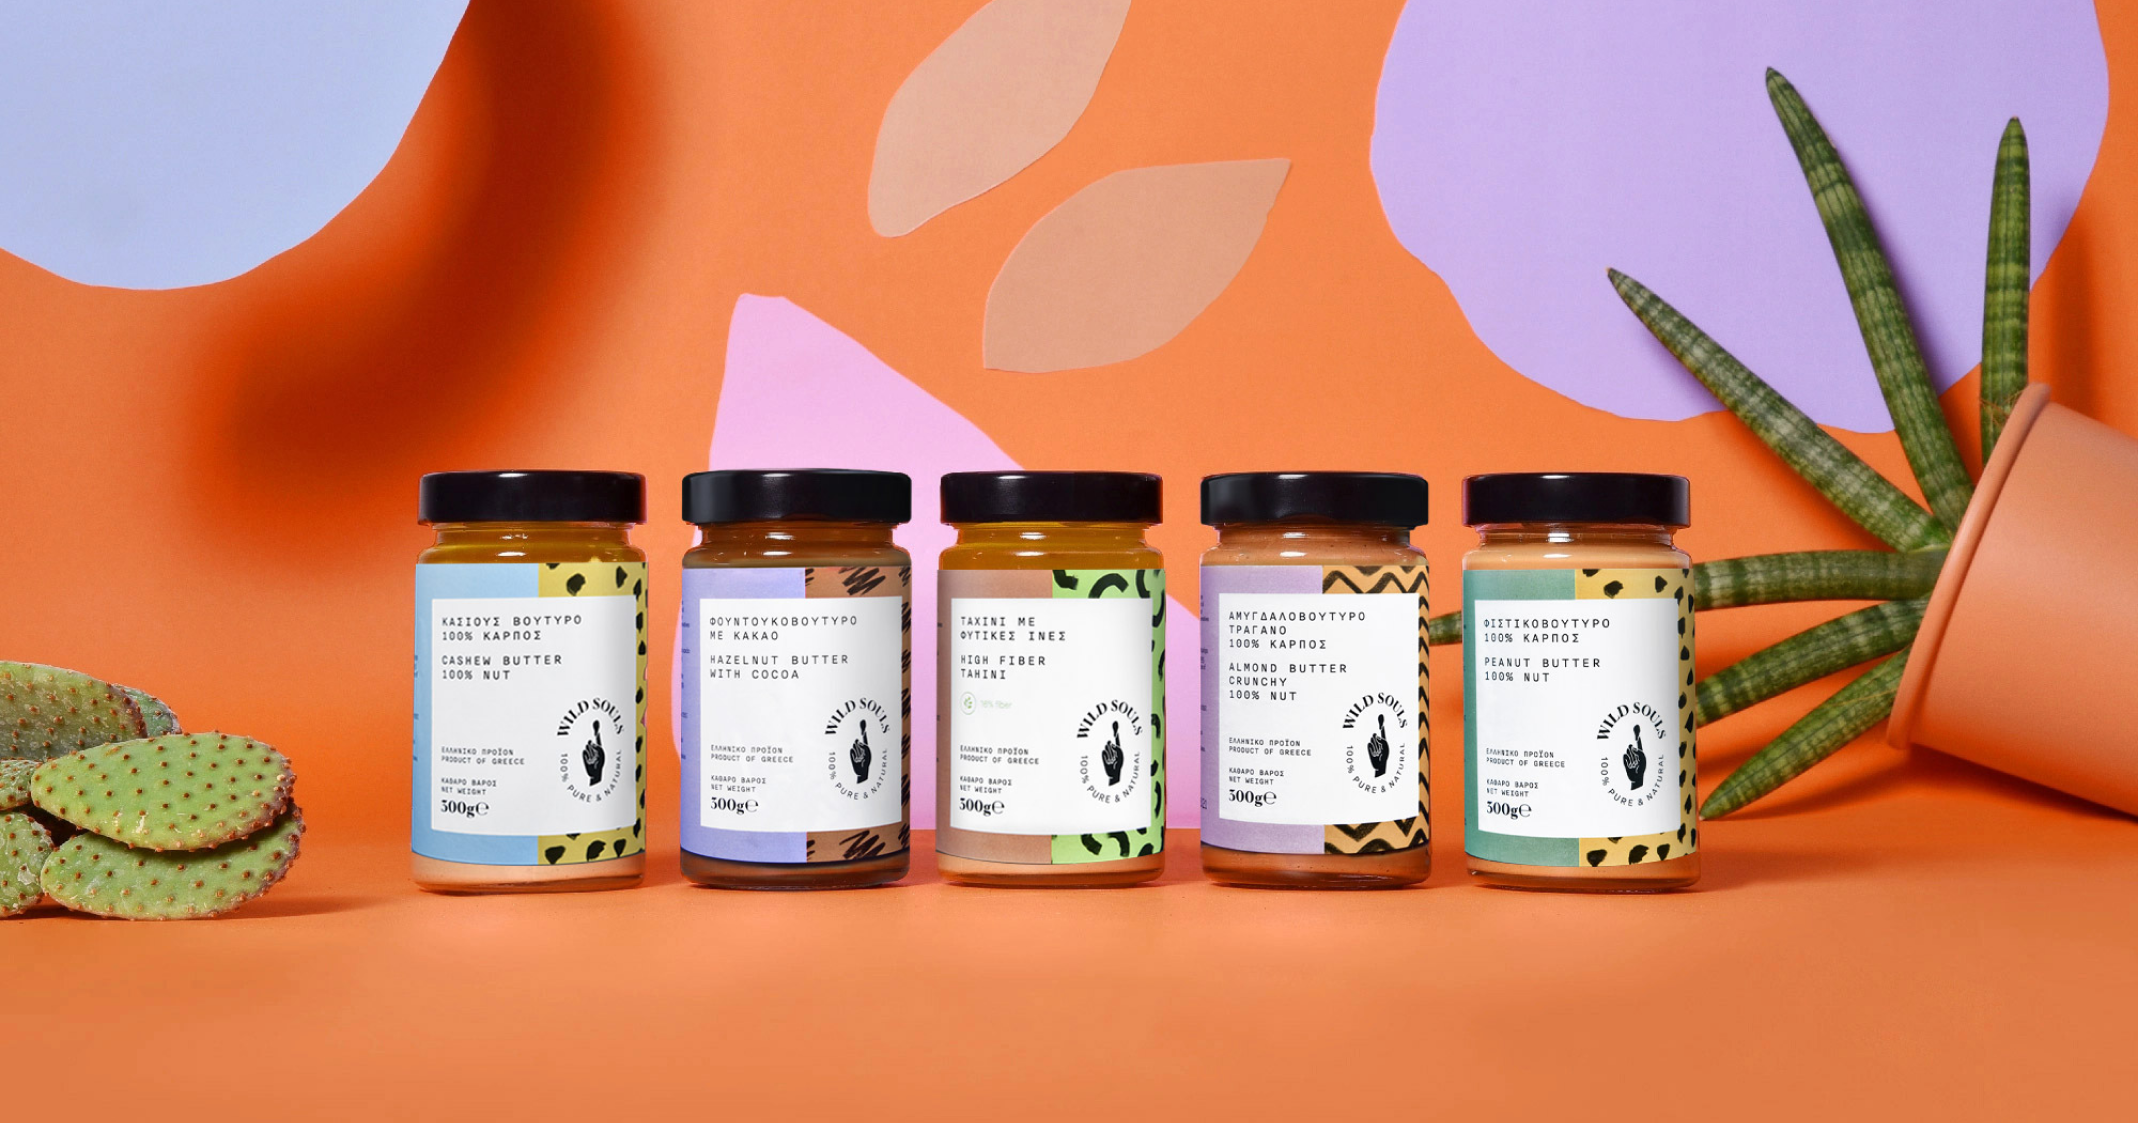 ΚΑΣΙΟΥΣ ΒΟΥΤΥΡΟ
100% ΚΑΡΠΟΣ
CASHEW BUTTER
100% NUT
WILD SOULS
100% PURE & NATURAL
ΕΛΛΗΝΙΚΟ ΠΡΟΪΟΝ
PRODUCT OF GREECE
ΚΑΘΑΡΟ ΒΑΡΟΣ
NET WEIGHT
300g℮
ΦΟΥΝΤΟΥΚΟΒΟΥΤΥΡΟ
ΜΕ ΚΑΚΑΟ
HAZELNUT BUTTER
WITH COCOA
WILD SOULS
100% PURE & NATURAL
ΕΛΛΗΝΙΚΟ ΠΡΟΪΟΝ
PRODUCT OF GREECE
ΚΑΘΑΡΟ ΒΑΡΟΣ
NET WEIGHT
300g℮
ΤΑΧΙΝΙ ΜΕ
ΦΥΤΙΚΕΣ ΙΝΕΣ
HIGH FIBER
TAHINI
WILD SOULS
100% PURE & NATURAL
ΕΛΛΗΝΙΚΟ ΠΡΟΪΟΝ
PRODUCT OF GREECE
ΚΑΘΑΡΟ ΒΑΡΟΣ
NET WEIGHT
300g℮
ΑΜΥΓΔΑΛΟΒΟΥΤΥΡΟ
ΤΡΑΓΑΝΟ
100% ΚΑΡΠΟΣ
ALMOND BUTTER
CRUNCHY
100% NUT
WILD SOULS
100% PURE & NATURAL
ΕΛΛΗΝΙΚΟ ΠΡΟΪΟΝ
PRODUCT OF GREECE
ΚΑΘΑΡΟ ΒΑΡΟΣ
NET WEIGHT
300g℮
ΦΙΣΤΙΚΟΒΟΥΤΥΡΟ
100% ΚΑΡΠΟΣ
PEANUT BUTTER
100% NUT
WILD SOULS
100% PURE & NATURAL
ΕΛΛΗΝΙΚΟ ΠΡΟΪΟΝ
PRODUCT OF GREECE
ΚΑΘΑΡΟ ΒΑΡΟΣ
NET WEIGHT
300g℮